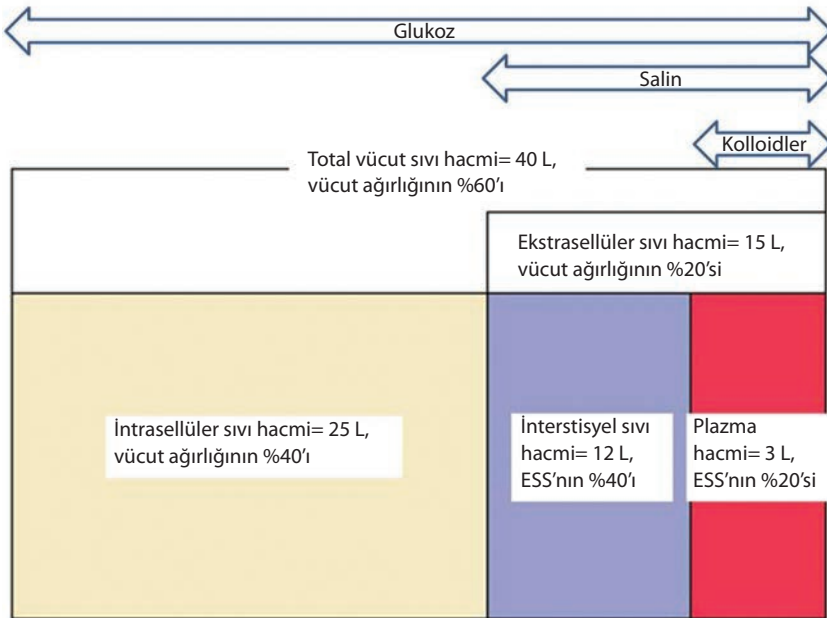 Glukoz
Salin
Kolloidler
Total vücut sıvı hacmi= 40 L,
vücut ağırlığının %60'ı
Ekstrasellüler sıvı hacmi= 15 L,
vücut ağırlığının %20'si
İntrasellüler sıvı hacmi= 25 L,
vücut ağırlığının %40'ı
İnterstisyel sıvı
hacmi= 12 L,
ESS'nın %40'ı
Plazma
hacmi= 3 L,
ESS'nın %20'si